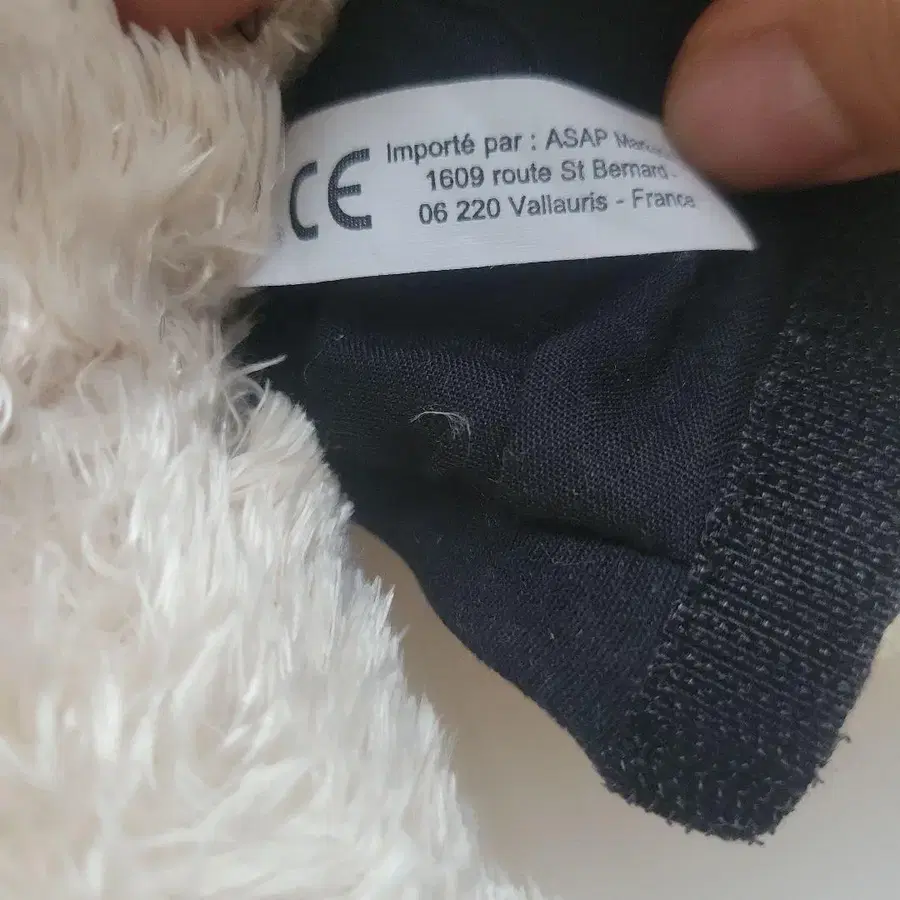 CE
Importé par : ASAP
1609 route St Bernard -
06 220 Vallauris - France